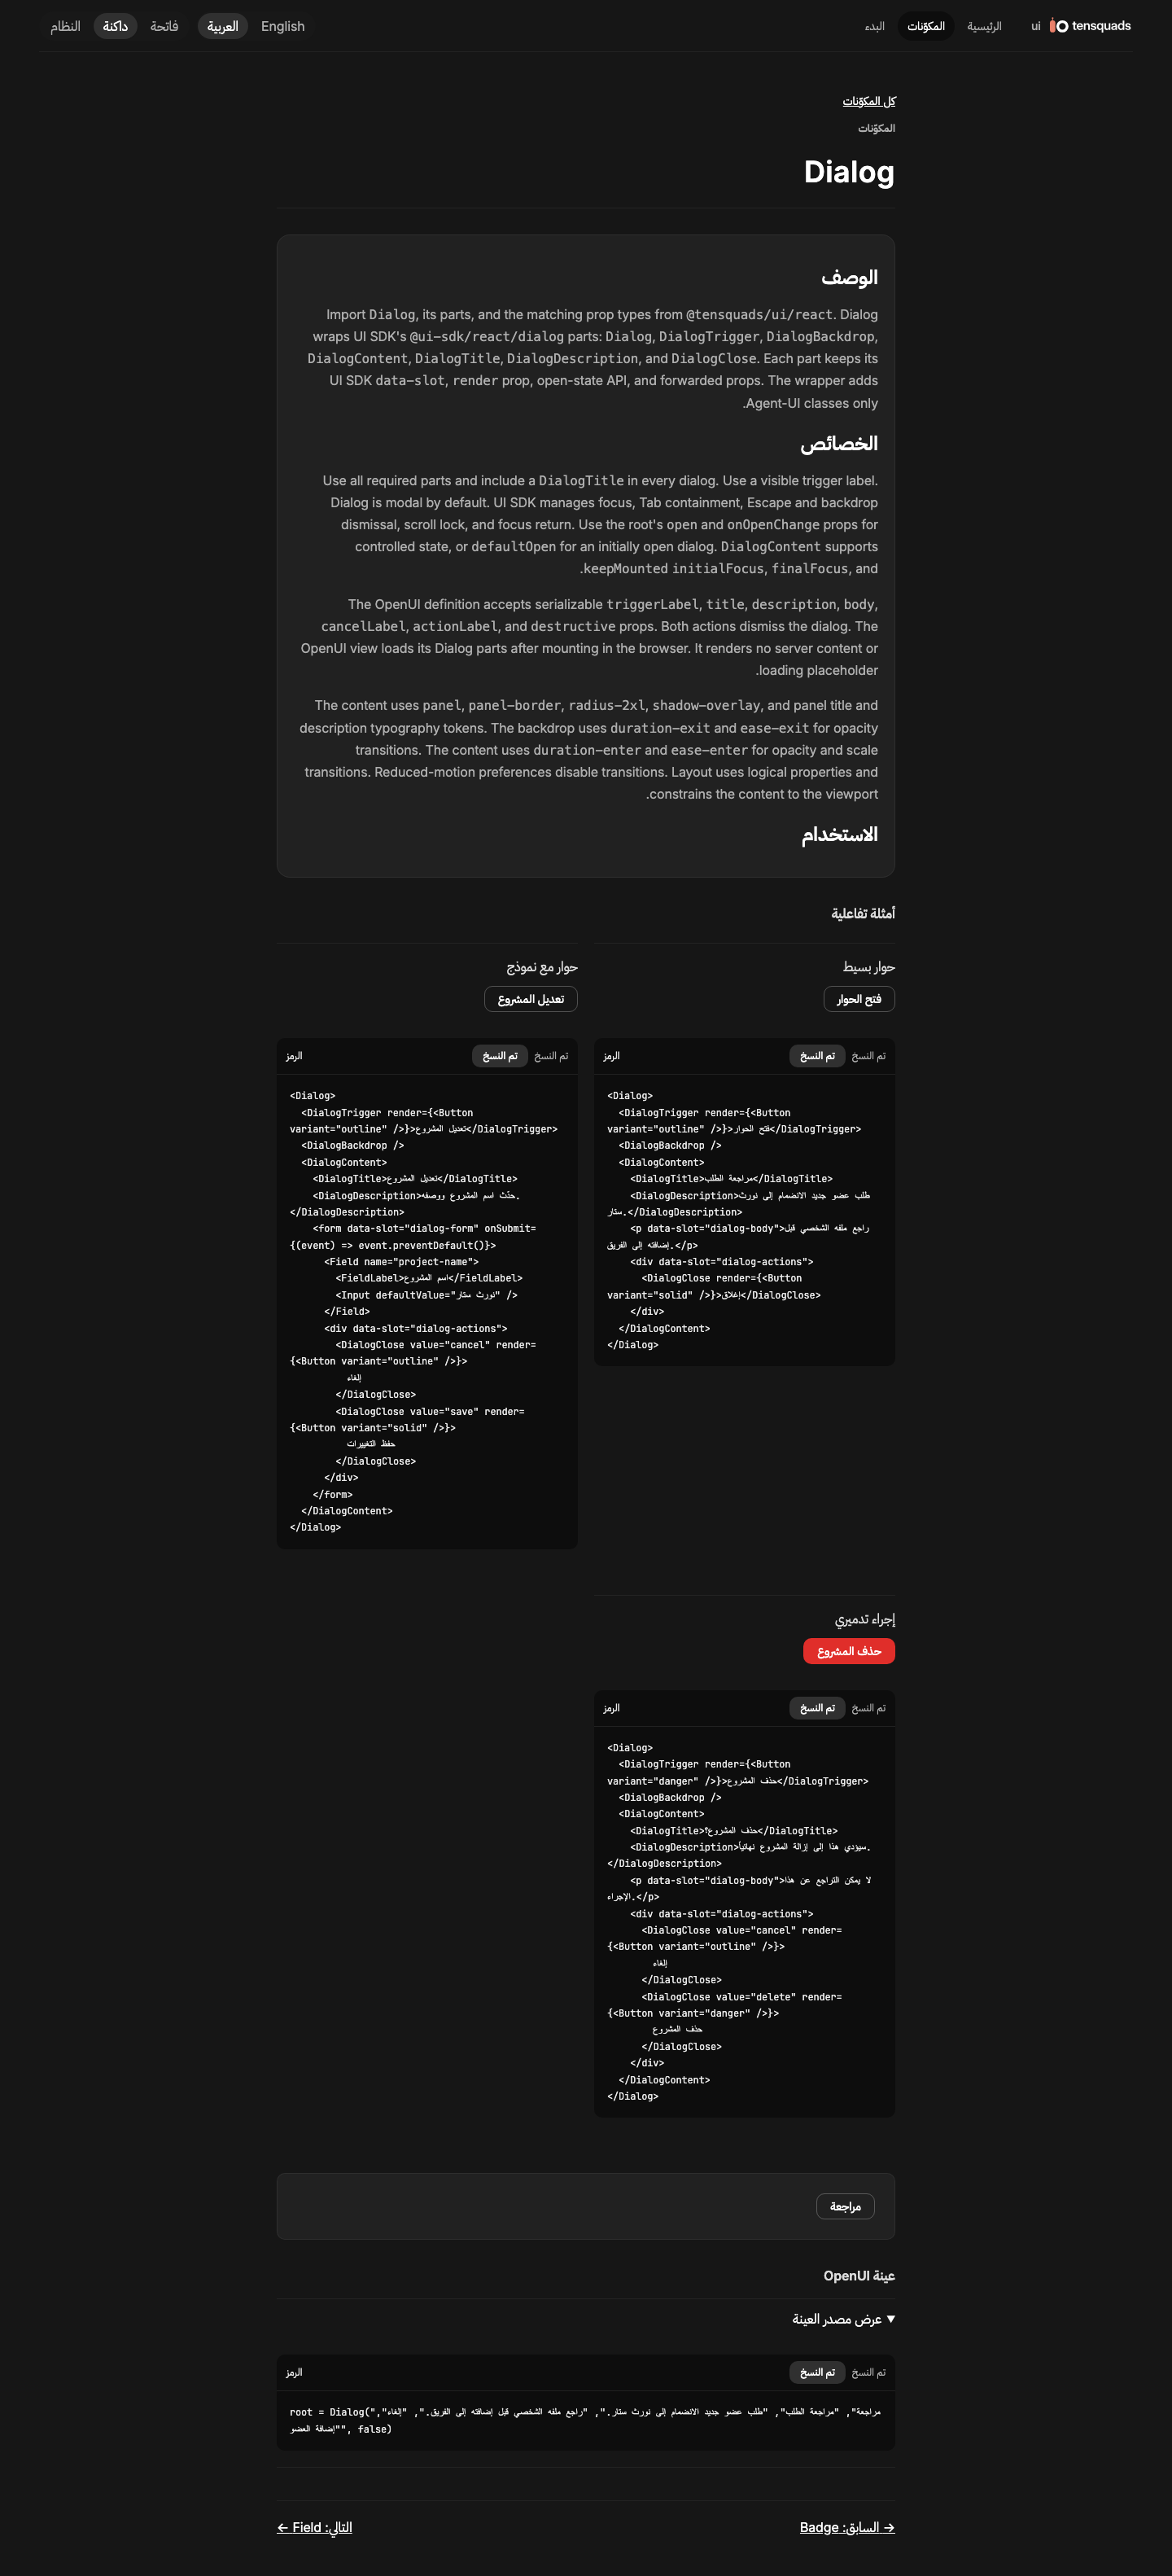 tensquads ui
الرئيسية
المكوّنات
البدء
English
العربية
فاتحة
داكنة
النظام
كل المكوّنات
المكوّنات
Dialog
الوصف
Import Dialog, its parts, and the matching prop types from @tensquads/ui/react. Dialog
wraps UI SDK's @ui-sdk/react/dialog parts: Dialog, DialogTrigger, DialogBackdrop,
DialogContent, DialogTitle, DialogDescription, and DialogClose. Each part keeps its
UI SDK data-slot, render prop, open-state API, and forwarded props. The wrapper adds
.Agent-UI classes only
الخصائص
Use all required parts and include a DialogTitle in every dialog. Use a visible trigger label.
Dialog is modal by default. UI SDK manages focus, Tab containment, Escape and backdrop
dismissal, scroll lock, and focus return. Use the root's open and onOpenChange props for
controlled state, or defaultOpen for an initially open dialog. DialogContent supports
.keepMounted initialFocus, finalFocus, and
The OpenUI definition accepts serializable triggerLabel, title, description, body,
cancelLabel, actionLabel, and destructive props. Both actions dismiss the dialog. The
OpenUI view loads its Dialog parts after mounting in the browser. It renders no server content or
.loading placeholder
The content uses panel, panel-border, radius-2xl, shadow-overlay, and panel title and
description typography tokens. The backdrop uses duration-exit and ease-exit for opacity
transitions. The content uses duration-enter and ease-enter for opacity and scale
transitions. Reduced-motion preferences disable transitions. Layout uses logical properties and
.constrains the content to the viewport
الاستخدام
أمثلة تفاعلية
حوار بسيط
فتح الحوار
تم النسخ
تم النسخ
الرمز
<Dialog>
  <DialogTrigger render={<Button
variant="outline" />}>فتح الحوار</DialogTrigger>
  <DialogBackdrop />
  <DialogContent>
    <DialogTitle>مراجعة الطلب</DialogTitle>
    <DialogDescription>طلب عضو جديد الانضمام إلى نورث
ستار.</DialogDescription>
    <p data-slot="dialog-body">راجع ملفه الشخصي قبل
إضافته إلى الفريق.</p>
    <div data-slot="dialog-actions">
      <DialogClose render={<Button
variant="solid" />}>إغلاق</DialogClose>
    </div>
  </DialogContent>
</Dialog>
حوار مع نموذج
تعديل المشروع
تم النسخ
تم النسخ
الرمز
<Dialog>
  <DialogTrigger render={<Button
variant="outline" />}>تعديل المشروع</DialogTrigger>
  <DialogBackdrop />
  <DialogContent>
    <DialogTitle>تعديل المشروع</DialogTitle>
    <DialogDescription>حدّث اسم المشروع ووصفه.
</DialogDescription>
    <form data-slot="dialog-form" onSubmit=
{(event) => event.preventDefault()}>
      <Field name="project-name">
        <FieldLabel>اسم المشروع</FieldLabel>
        <Input defaultValue="نورث ستار" />
      </Field>
      <div data-slot="dialog-actions">
        <DialogClose value="cancel" render=
{<Button variant="outline" />}>
          إلغاء
        </DialogClose>
        <DialogClose value="save" render=
{<Button variant="solid" />}>
          حفظ التغييرات
        </DialogClose>
      </div>
    </form>
  </DialogContent>
</Dialog>
إجراء تدميري
حذف المشروع
تم النسخ
تم النسخ
الرمز
<Dialog>
  <DialogTrigger render={<Button
variant="danger" />}>حذف المشروع</DialogTrigger>
  <DialogBackdrop />
  <DialogContent>
    <DialogTitle>حذف المشروع؟</DialogTitle>
    <DialogDescription>سيؤدي هذا إلى إزالة المشروع نهائياً.
</DialogDescription>
    <p data-slot="dialog-body">لا يمكن التراجع عن هذا
الإجراء.</p>
    <div data-slot="dialog-actions">
      <DialogClose value="cancel" render=
{<Button variant="outline" />}>
        إلغاء
      </DialogClose>
      <DialogClose value="delete" render=
{<Button variant="danger" />}>
        حذف المشروع
      </DialogClose>
    </div>
  </DialogContent>
</Dialog>
مراجعة
عينة OpenUI
▼ عرض مصدر العينة
تم النسخ
تم النسخ
الرمز
root = Dialog("مراجعة", "مراجعة الطلب", "طلب عضو جديد الانضمام إلى نورث ستار.", "راجع ملفه الشخصي قبل إضافته إلى الفريق.", "إلغاء",
"إضافة العضو", false)
→ السابق: Badge
التالي: Field ←